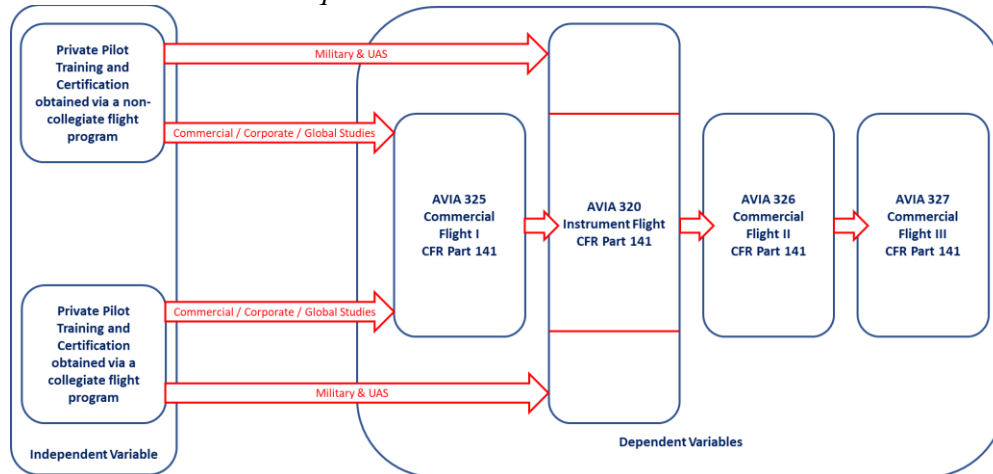 Private Pilot
Training and
Certification
obtained via a non-
collegiate flight
program
Military & UAS
Commercial / Corporate / Global Studies
AVIA 325
Commercial
Flight I
CFR Part 141
AVIA 320
Instrument Flight
CFR Part 141
AVIA 326
Commercial
Flight II
CFR Part 141
AVIA 327
Commercial
Flight III
CFR Part 141
Private Pilot
Training and
Certification
obtained via a
collegiate flight
program
Commercial / Corporate / Global Studies
Military & UAS
Independent Variable
Dependent Variables